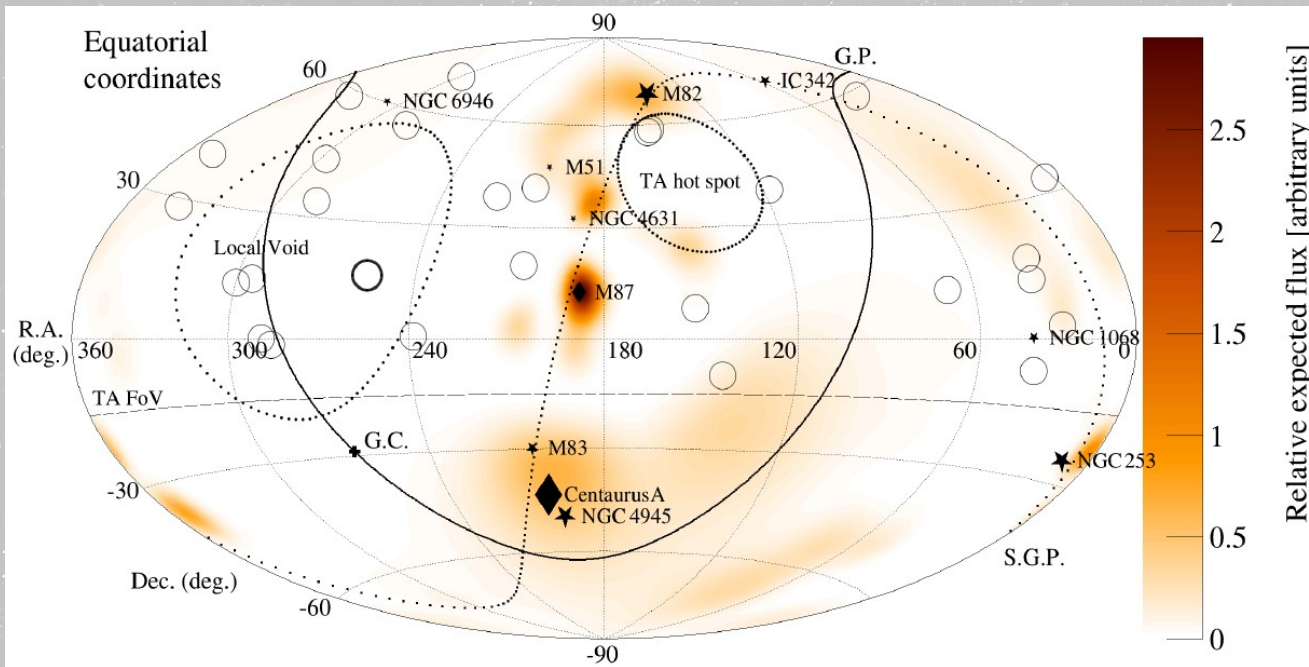 Equatorial
coordinates
90
60
G.P.
IC342
M82
NGC 6946
M51
TA hot spot
30
NGC 4631
Local Void
M87
R.A.
(deg.)
360
300
240
180
120
60
0
NGC 1068
TA FoV
G.C.
M83
NGC 253
-30
Centaurus A
NGC 4945
S.G.P.
Dec. (deg.)
-60
-90
2.5
2
1.5
1
0.5
0
Relative expected flux [arbitrary units]